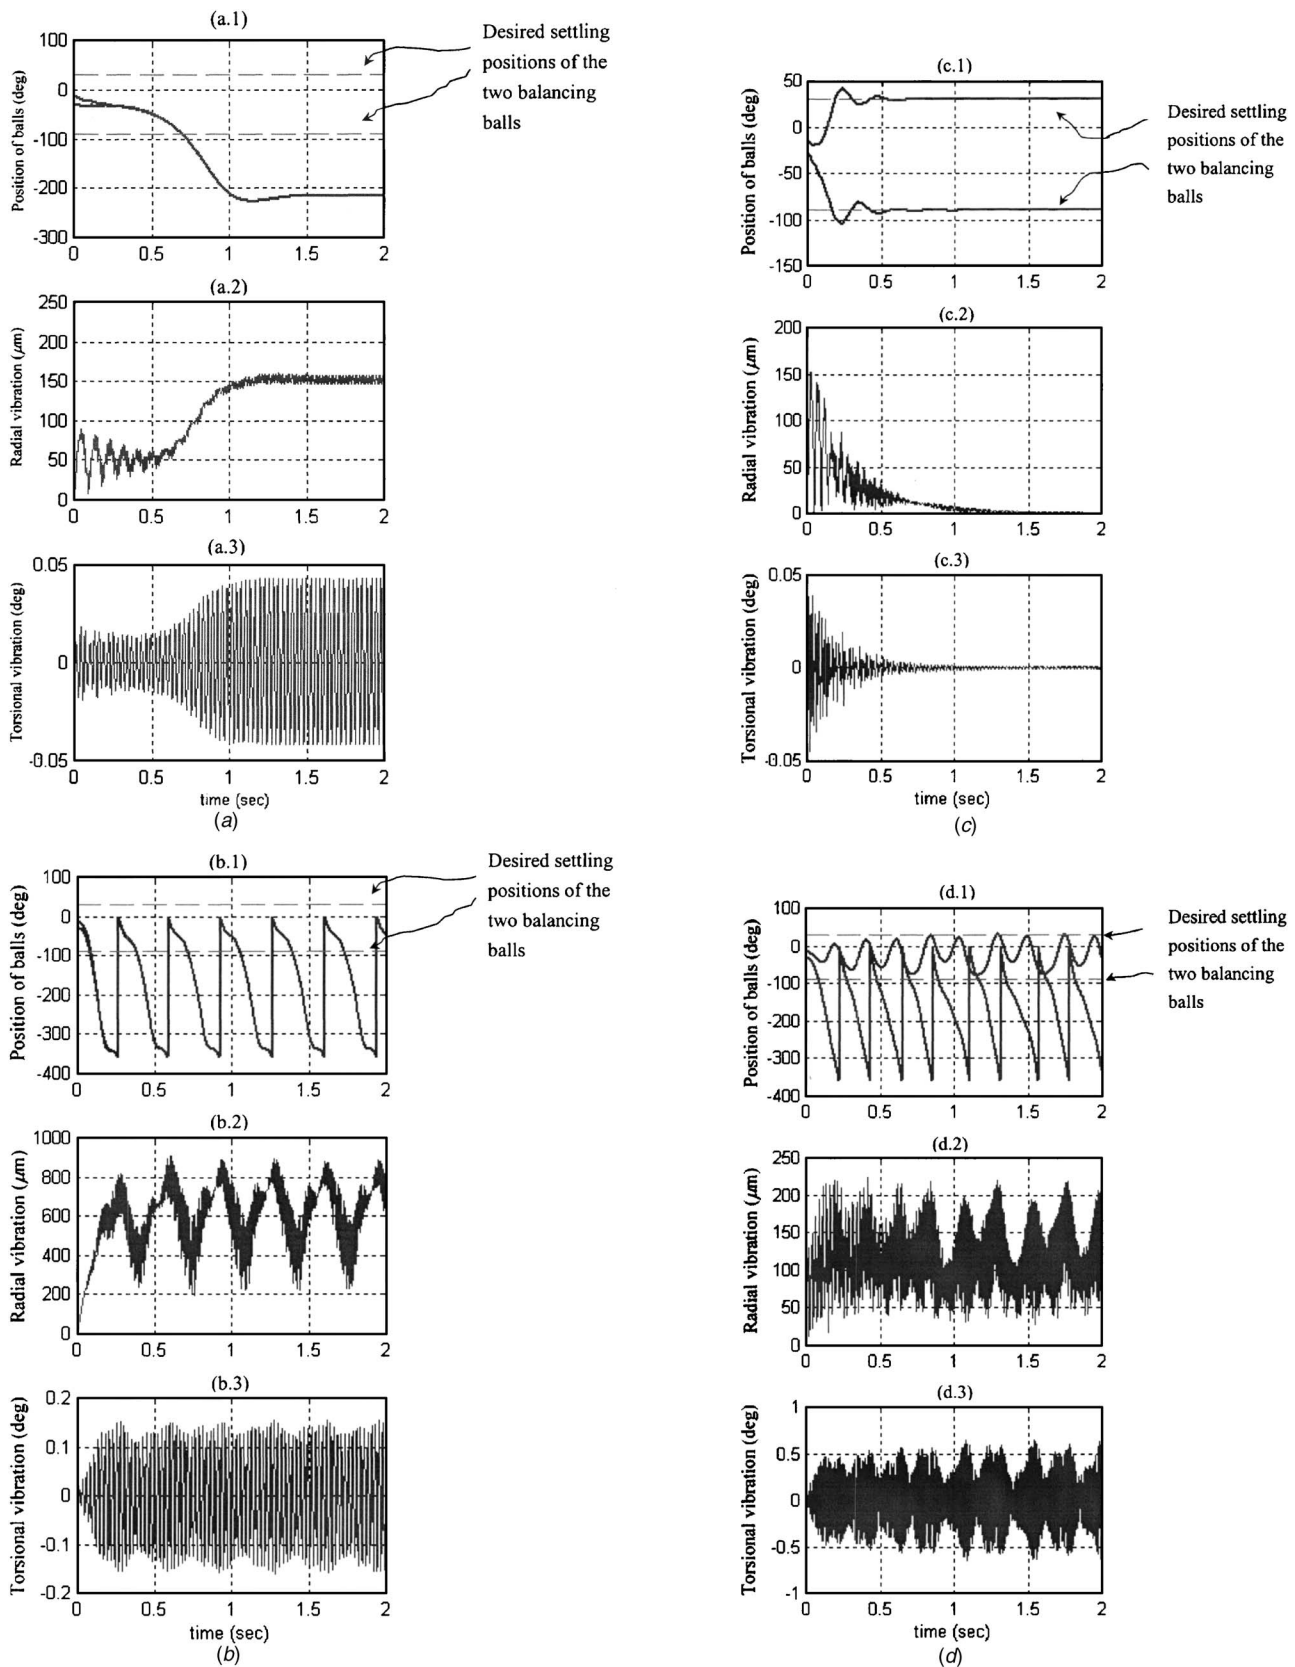 (a.1)
Position of balls (deg)
100
0
-100
-200
-300
0 0.5 1 1.5 2
Desired settling
positions of the
two balancing
balls
(a.2)
Radial vibration (μm)
250
200
150
100
50
0
0 0.5 1 1.5 2
(a.3)
Torsional vibration (deg)
0.05
0
-0.05
0 0.5 1 1.5 2
time (sec)
(a)
(b.1)
Position of balls (deg)
100
0
-100
-200
-300
-400
0 0.5 1 1.5 2
Desired settling
positions of the
two balancing
balls
(b.2)
Radial vibration (μm)
1000
800
600
400
200
0
0 0.5 1 1.5 2
(b.3)
Torsional vibration (deg)
0.2
0.1
0
-0.1
-0.2
0 0.5 1 1.5 2
time (sec)
(b)
(c.1)
Position of balls (deg)
50
0
-50
-100
-150
0 0.5 1 1.5 2
Desired settling
positions of the
two balancing
balls
(c.2)
Radial vibration (μm)
200
150
100
50
0
0 0.5 1 1.5 2
(c.3)
Torsional vibration (deg)
0.05
0
-0.05
0 0.5 1 1.5 2
time (sec)
(c)
(d.1)
Position of balls (deg)
100
0
-100
-200
-300
-400
0 0.5 1 1.5 2
Desired settling
positions of the
two balancing
balls
(d.2)
Radial vibration (μm)
250
200
150
100
50
0
0 0.5 1 1.5 2
(d.3)
Torsional vibration (deg)
1
0.5
0
-0.5
-1
0 0.5 1 1.5 2
time (sec)
(d)